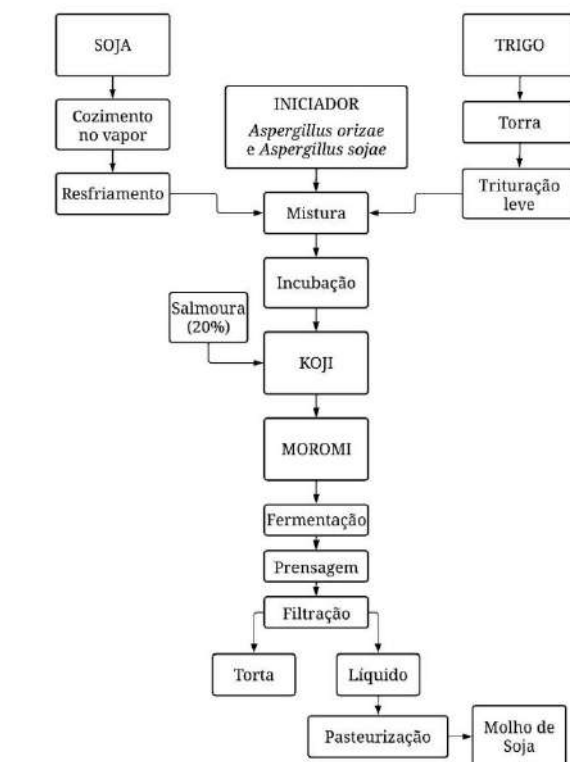 SOJA
TRIGO
Cozimento
no vapor
INICIADOR
Aspergillus orizae
e Aspergillus sojae
Torra
Resfriamento
Mistura
Trituração
leve
Incubação
Salmoura
(20%)
KOJI
MOROMI
Fermentação
Prensagem
Filtração
Torta
Líquido
Pasteurização
Molho de
Soja